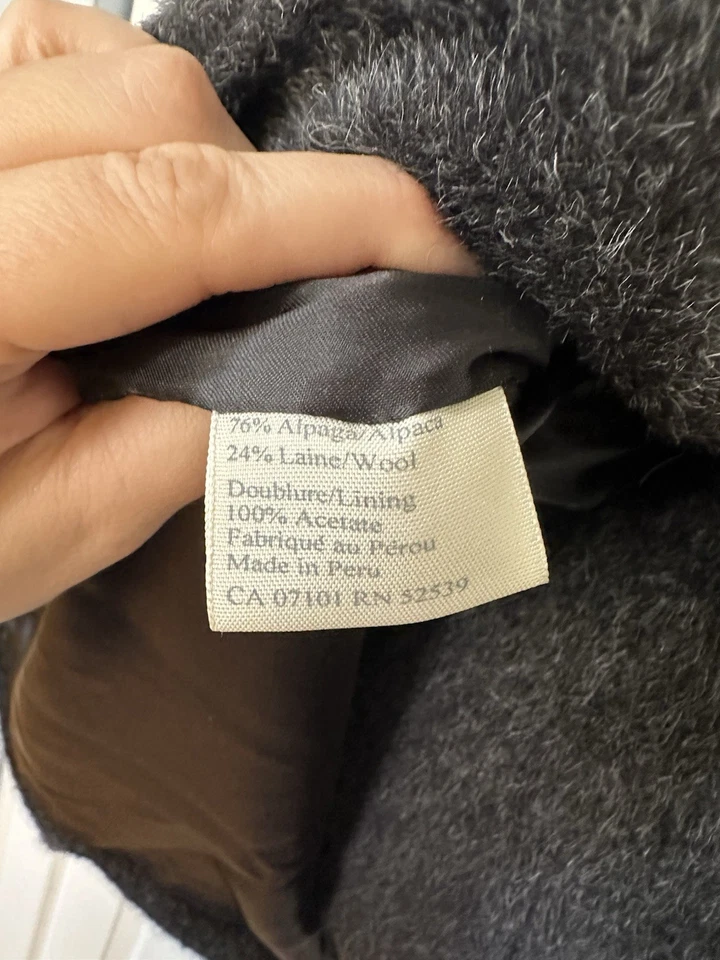 76% Alpaga/Alpaca
24% Laine/Wool
Doublure/Lining
100% Acetate
Fabriqué au Pérou
Made in Peru
CA 07101 RN 52539